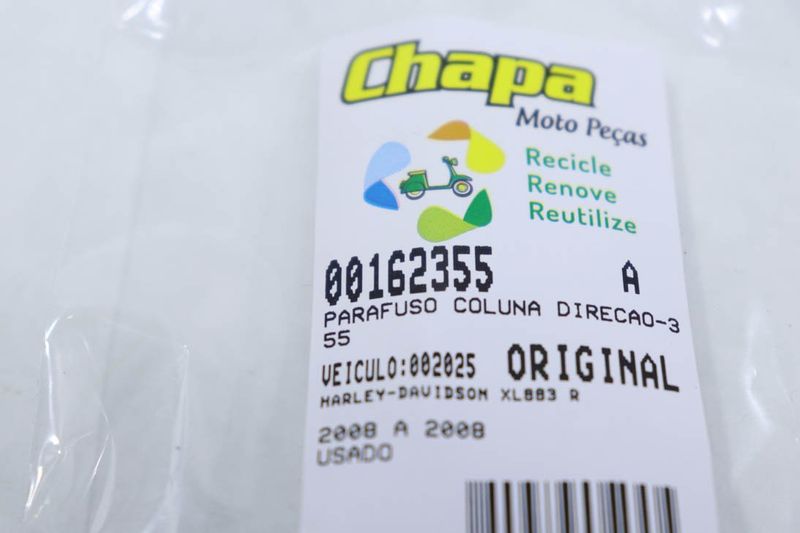 Chapa
Moto Peças
Recicle
Renove
Reutilize
00162355 A
PARAFUSO COLUNA DIRECAO-3
55
VEICULO:002025 ORIGINAL
HARLEY-DAVIDSON XL883 R
2008 A 2008
USADO